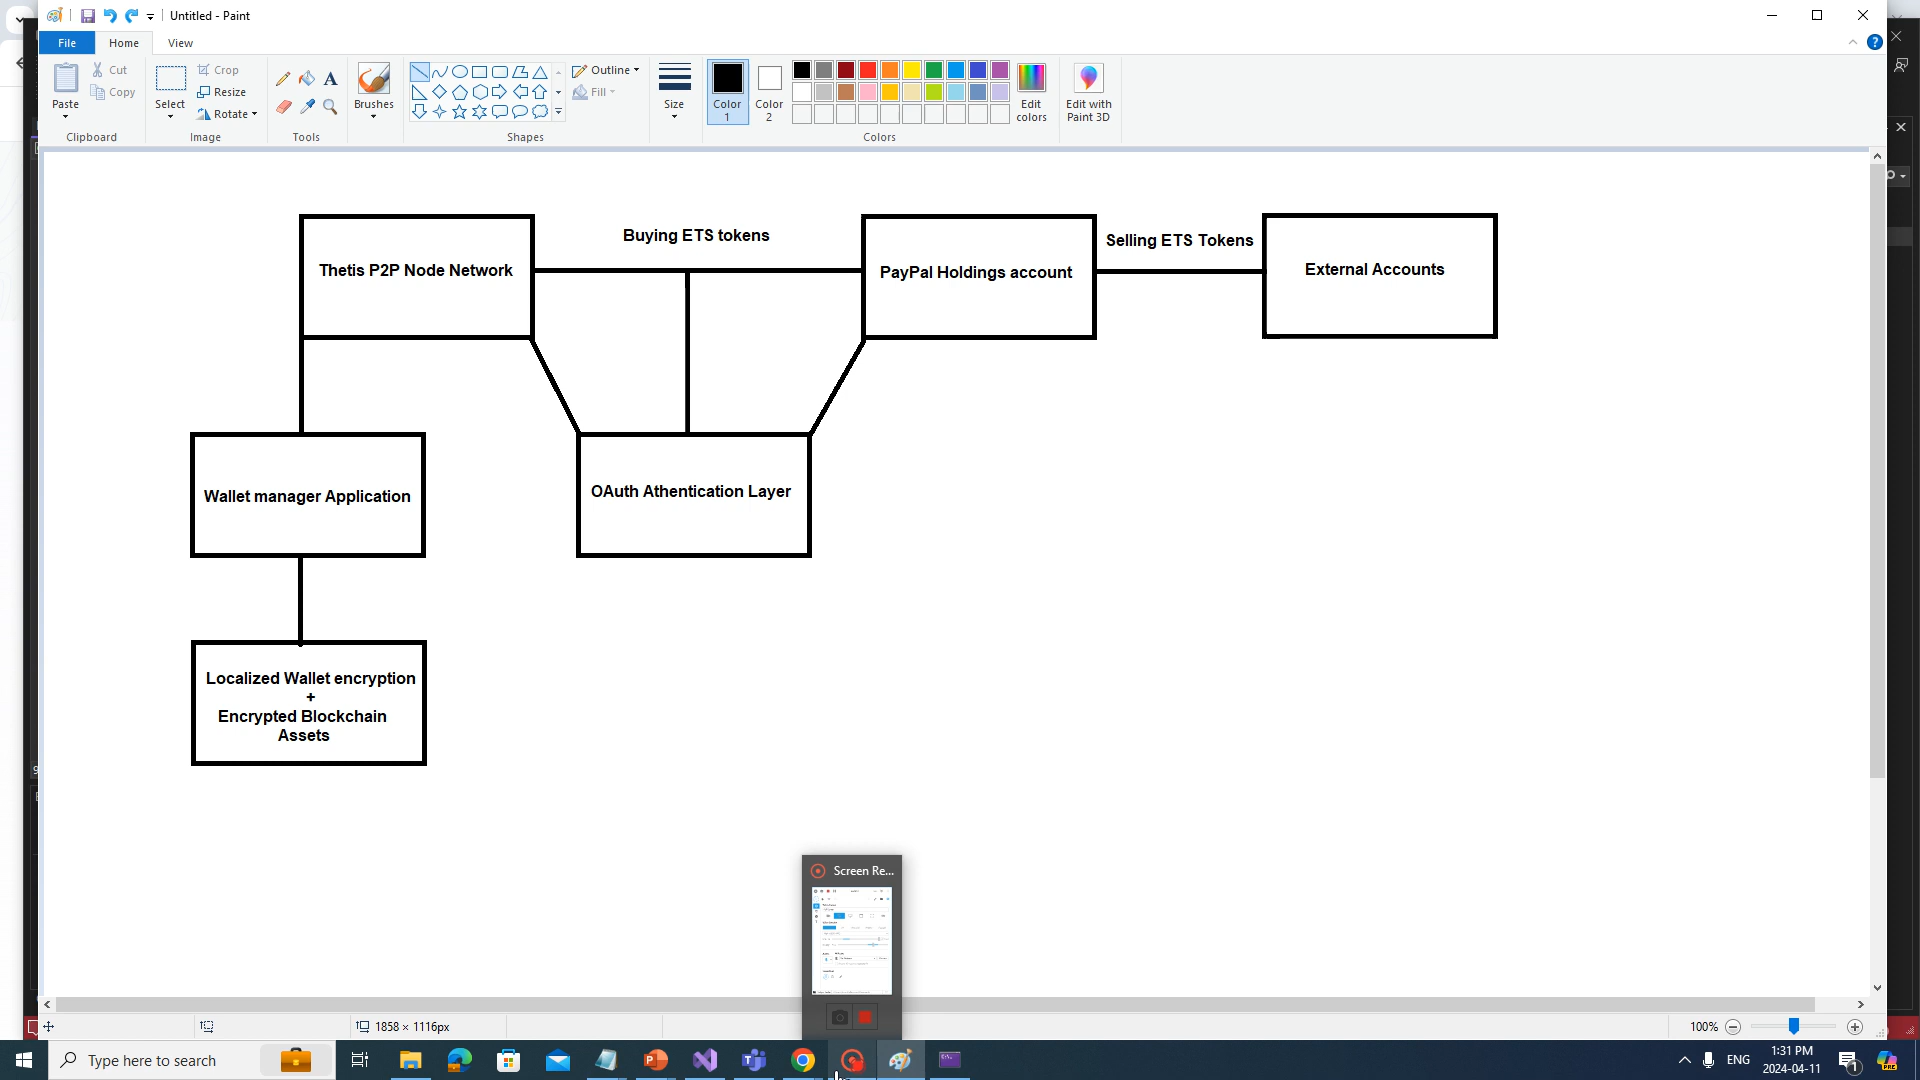 Untitled - Paint
File
Home
View
Paste
Cut
Copy
Clipboard
Select
Crop
Resize
Rotate
Image
Tools
Brushes
Outline
Fill
Shapes
Size
Color
1
Color
2
Edit
colors
Edit with
Paint 3D
Colors
Thetis P2P Node Network
Buying ETS tokens
PayPal Holdings account
Selling ETS Tokens
External Accounts
Wallet manager Application
OAuth Athentication Layer
Localized Wallet encryption
+
Encrypted Blockchain
Assets
Screen Re...
1858 × 1116px
100%
Type here to search
ENG
1:31 PM
2024-04-11
1